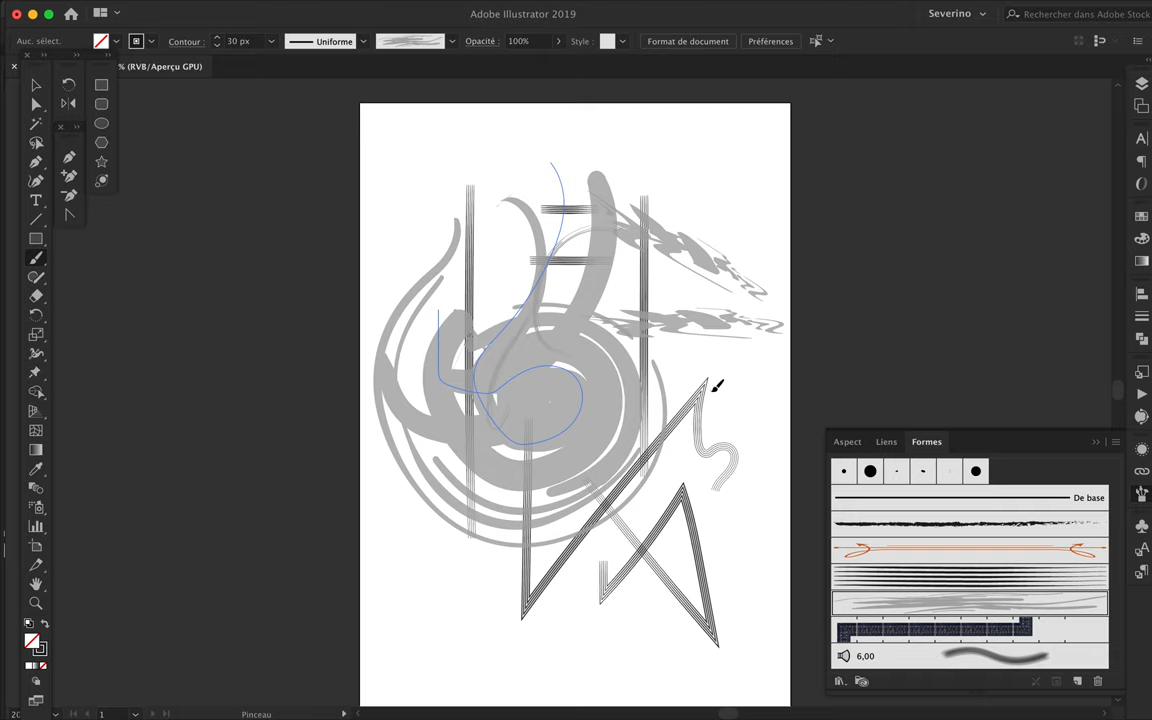 Adobe Illustrator 2019
Severino
Rechercher dans Adobe Stock
Auc. sélect.
Contour :
30 px
Uniforme
Opacité :
100%
Style :
Format de document
Préférences
% (RVB/Aperçu GPU)
Aspect
Liens
Formes
De base
6,00
20
1
Pinceau